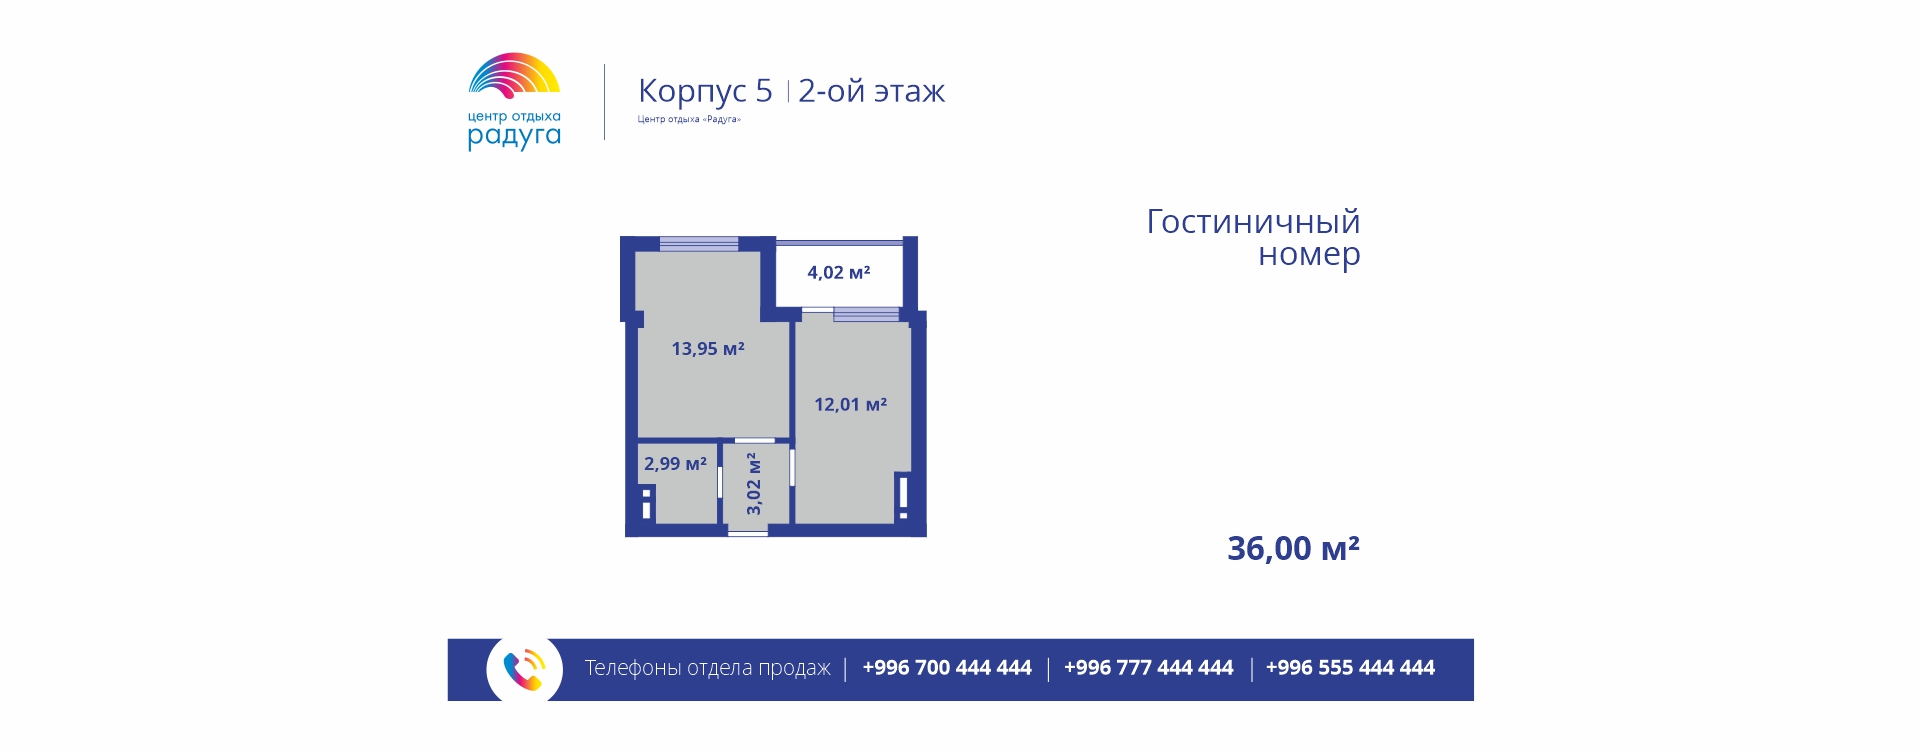 центр отдыха
радуга
Корпус 5 | 2-ой этаж
Центр отдыха «Радуга»
Гостиничный
номер
4,02 м²
13,95 м²
12,01 м²
2,99 м²
3,02 м²
36,00 м²
Телефоны отдела продаж | +996 700 444 444 | +996 777 444 444 | +996 555 444 444